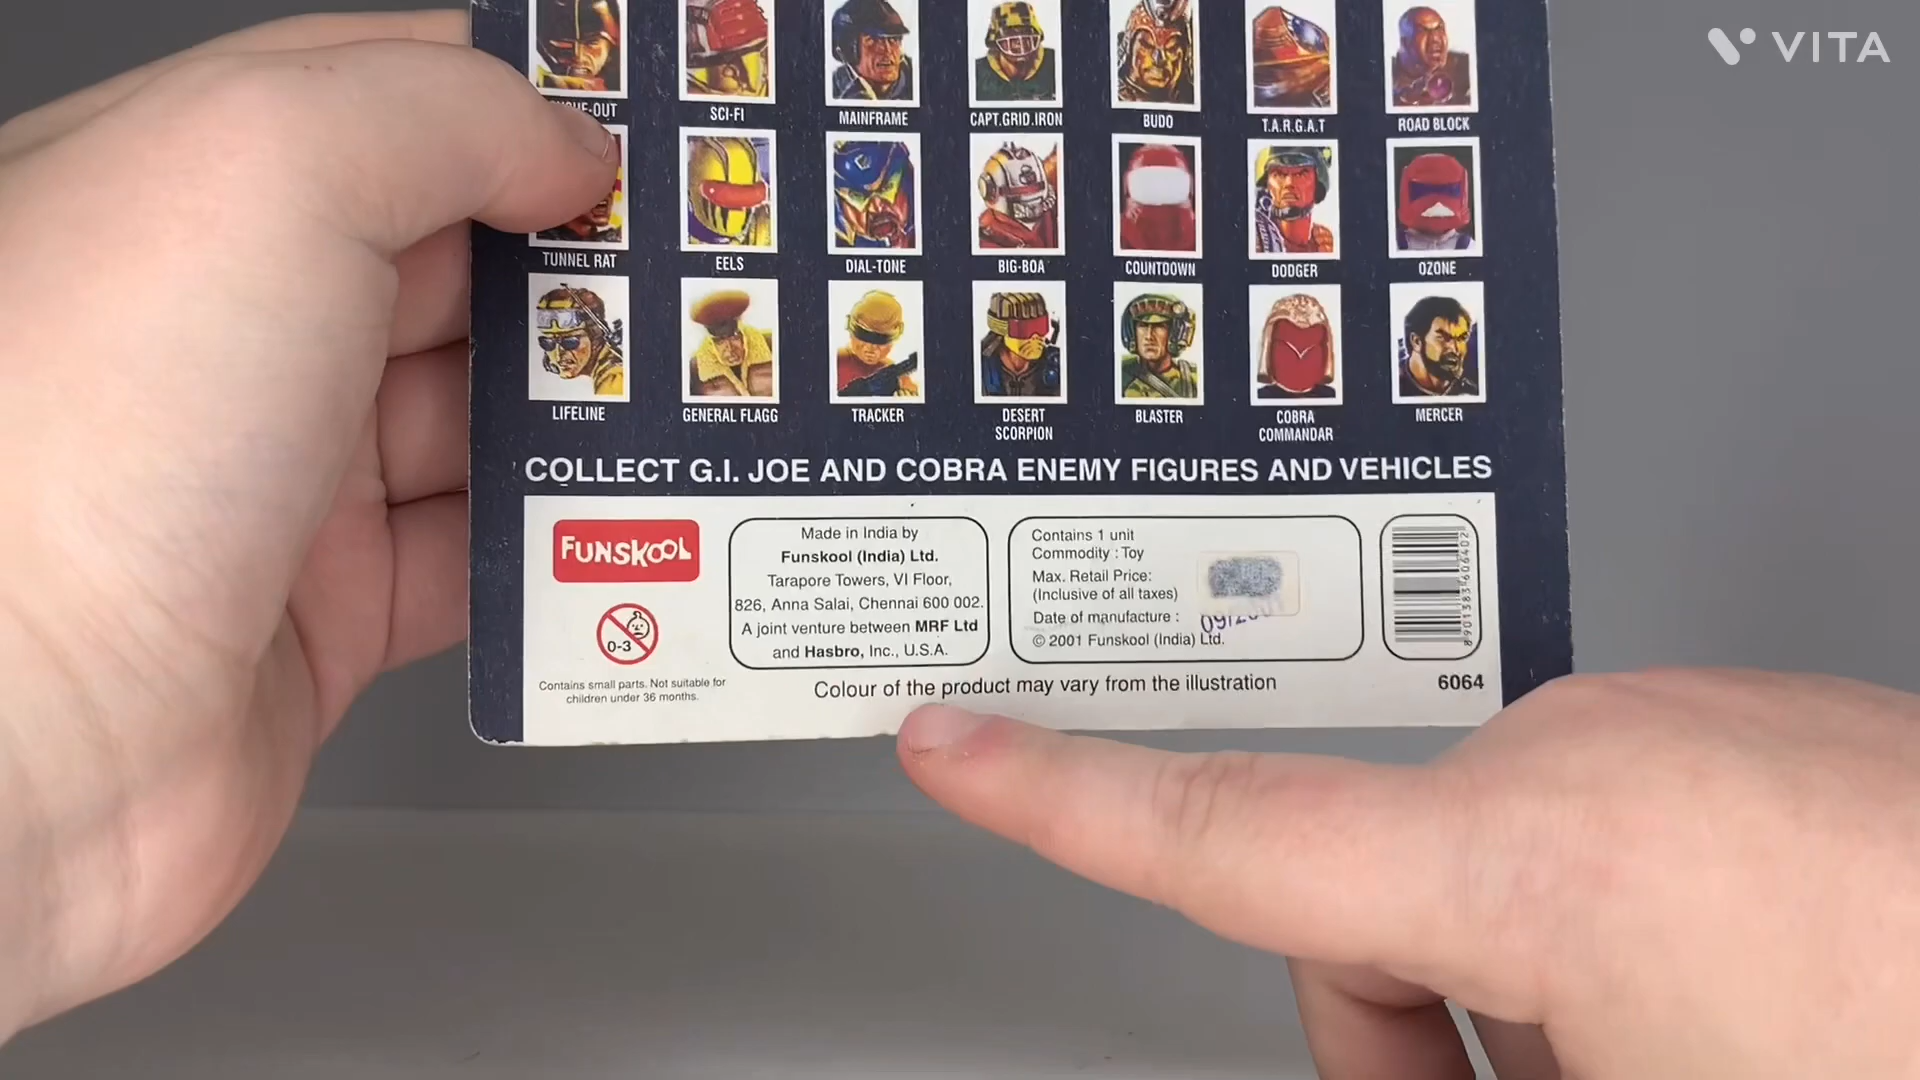 VITA
SCI-FI
MAINFRAME
CAPT.GRID.IRON
BUDO
T.A.R.G.A.T
ROAD BLOCK
TUNNEL RAT
EELS
DIAL-TONE
BIG-BOA
COUNTDOWN
DODGER
OZONE
LIFELINE
GENERAL FLAGG
TRACKER
DESERT
SCORPION
BLASTER
COBRA
COMMANDAR
MERCER
COLLECT G.I. JOE AND COBRA ENEMY FIGURES AND VEHICLES
FUNSKOOL
0-3
Contains small parts. Not suitable for
children under 36 months.
Made in India by
Funskool (India) Ltd.
Tarapore Towers, VI Floor,
826, Anna Salai, Chennai 600 002.
A joint venture between MRF Ltd
and Hasbro, Inc., U.S.A.
Contains 1 unit
Commodity : Toy
Max. Retail Price:
(Inclusive of all taxes)
Date of manufacture :
© 2001 Funskool (India) Ltd.
8901383606402
Colour of the product may vary from the illustration
6064